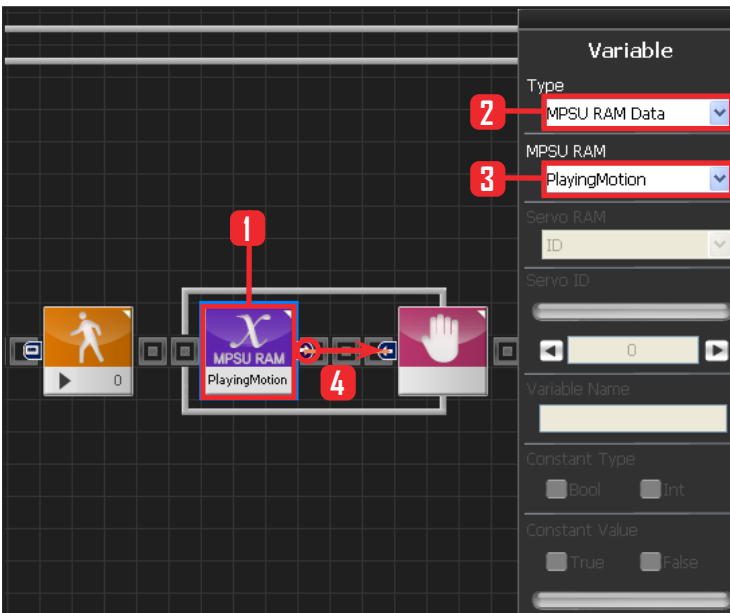 Variable
Type
2
MPSU RAM Data
MPSU RAM
3
PlayingMotion
Servo RAM
ID
Servo ID
0
Variable Name
Constant Type
Bool
Int
Constant Value
True
False
1
X
MPSU RAM
PlayingMotion
4
0